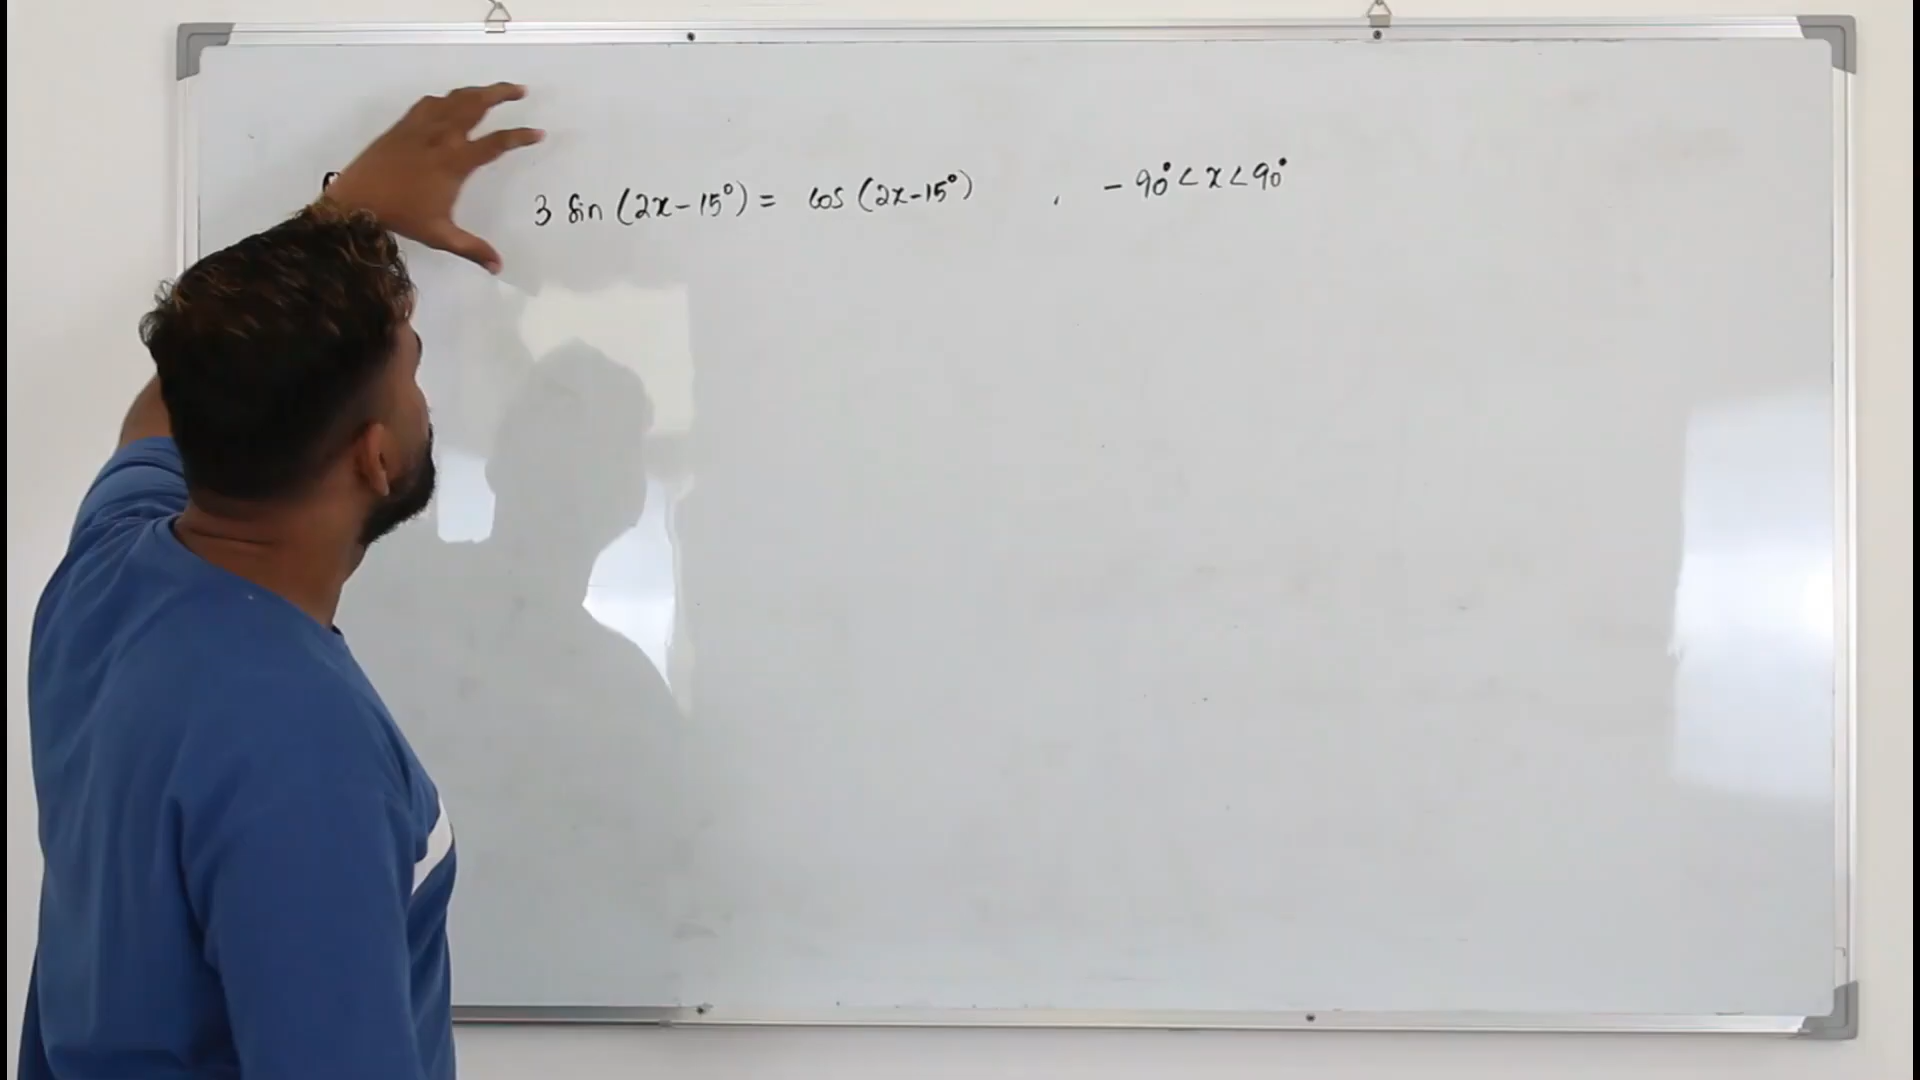 3 sin (2x-15°) = cos (2x-15°) , -90° < x < 90°